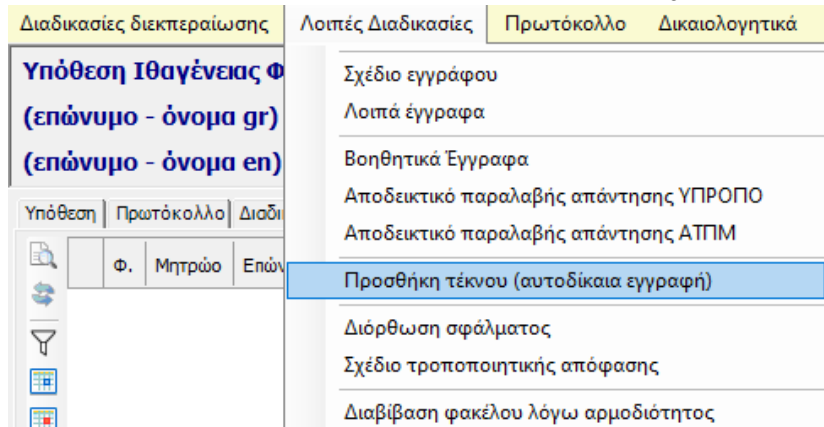 Διαδικασίες διεκπεραίωσης Λοιπές Διαδικασίες Πρωτόκολλο Δικαιολογητικά
Υπόθεση Ιθαγένειας Φ
(επώνυμο - όνομα gr)
(επώνυμο - όνομα en)
Υπόθεση Πρωτόκολλο
Φ. Μητρώο
Σχέδιο εγγράφου
Λοιπά έγγραφα
Βοηθητικά Έγγραφα
Αποδεικτικό παραλαβής απάντησης ΥΠΡΟΠΟ
Αποδεικτικό παραλαβής απάντησης ΑΤΠΜ
Προσθήκη τέκνου (αυτοδίκαια εγγραφή)
Διόρθωση σφάλματος
Σχέδιο τροποποιητικής απόφασης
Διαβίβαση φακέλου λόγω αρμοδιότητος